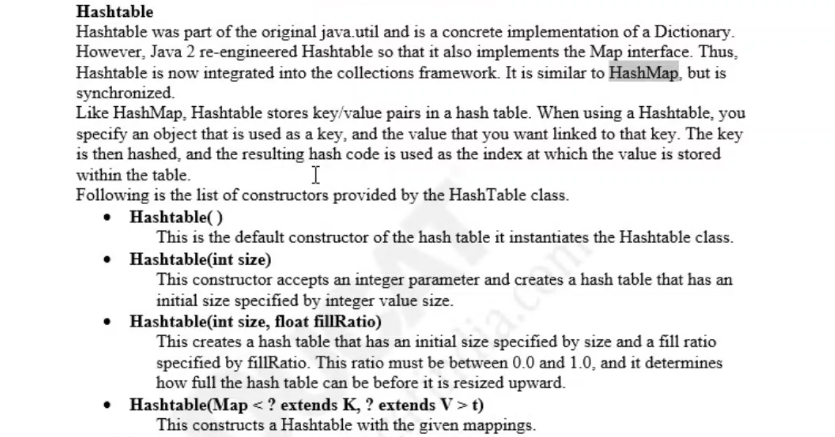 Hashtable
Hashtable was part of the original java.util and is a concrete implementation of a Dictionary.
However, Java 2 re-engineered Hashtable so that it also implements the Map interface. Thus,
Hashtable is now integrated into the collections framework. It is similar to HashMap, but is
synchronized.
Like HashMap, Hashtable stores key/value pairs in a hash table. When using a Hashtable, you
specify an object that is used as a key, and the value that you want linked to that key. The key
is then hashed, and the resulting hash code is used as the index at which the value is stored
within the table.
Following is the list of constructors provided by the HashTable class.
• Hashtable( )
This is the default constructor of the hash table it instantiates the Hashtable class.
• Hashtable(int size)
This constructor accepts an integer parameter and creates a hash table that has an
initial size specified by integer value size.
• Hashtable(int size, float fillRatio)
This creates a hash table that has an initial size specified by size and a fill ratio
specified by fillRatio. This ratio must be between 0.0 and 1.0, and it determines
how full the hash table can be before it is resized upward.
• Hashtable(Map < ? extends K, ? extends V > t)
This constructs a Hashtable with the given mappings.